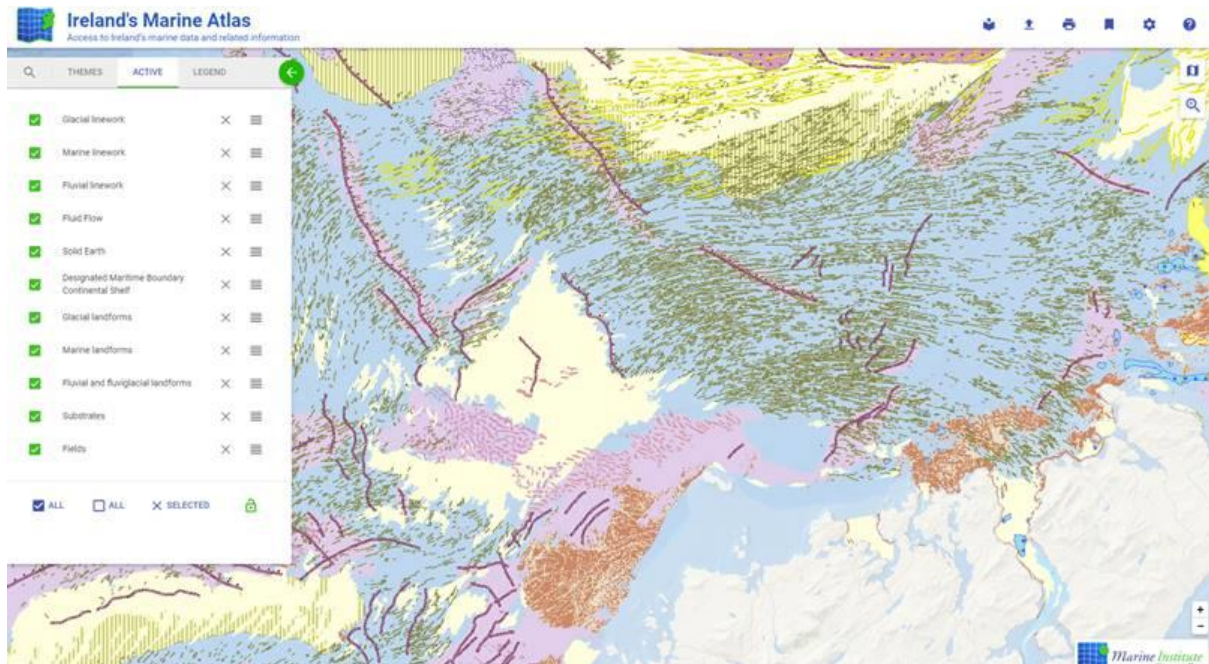 Ireland's Marine Atlas
Access to Ireland's marine data and related information
THEMES ACTIVE LEGEND
Glacial linework
Marine linework
Fluvial linework
Fluid Flow
Solid Earth
Designated Maritime Boundary
Continental Shelf
Glacial landforms
Marine landforms
Fluvial and fluviglacial landforms
Substrates
Fields
ALL ALL SELECTED
Marine Institute